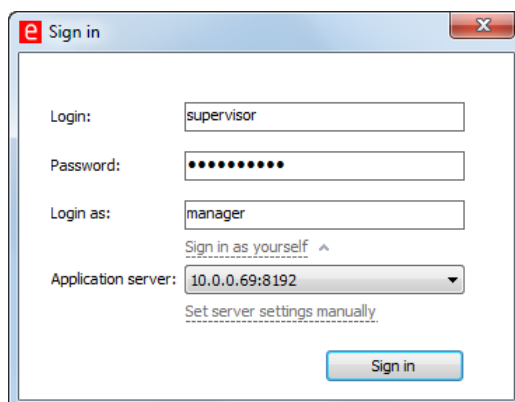 e Sign in
Login: supervisor
Password: ••••••••••
Login as: manager
Sign in as yourself
Application server: 10.0.0.69:8192
Set server settings manually
Sign in